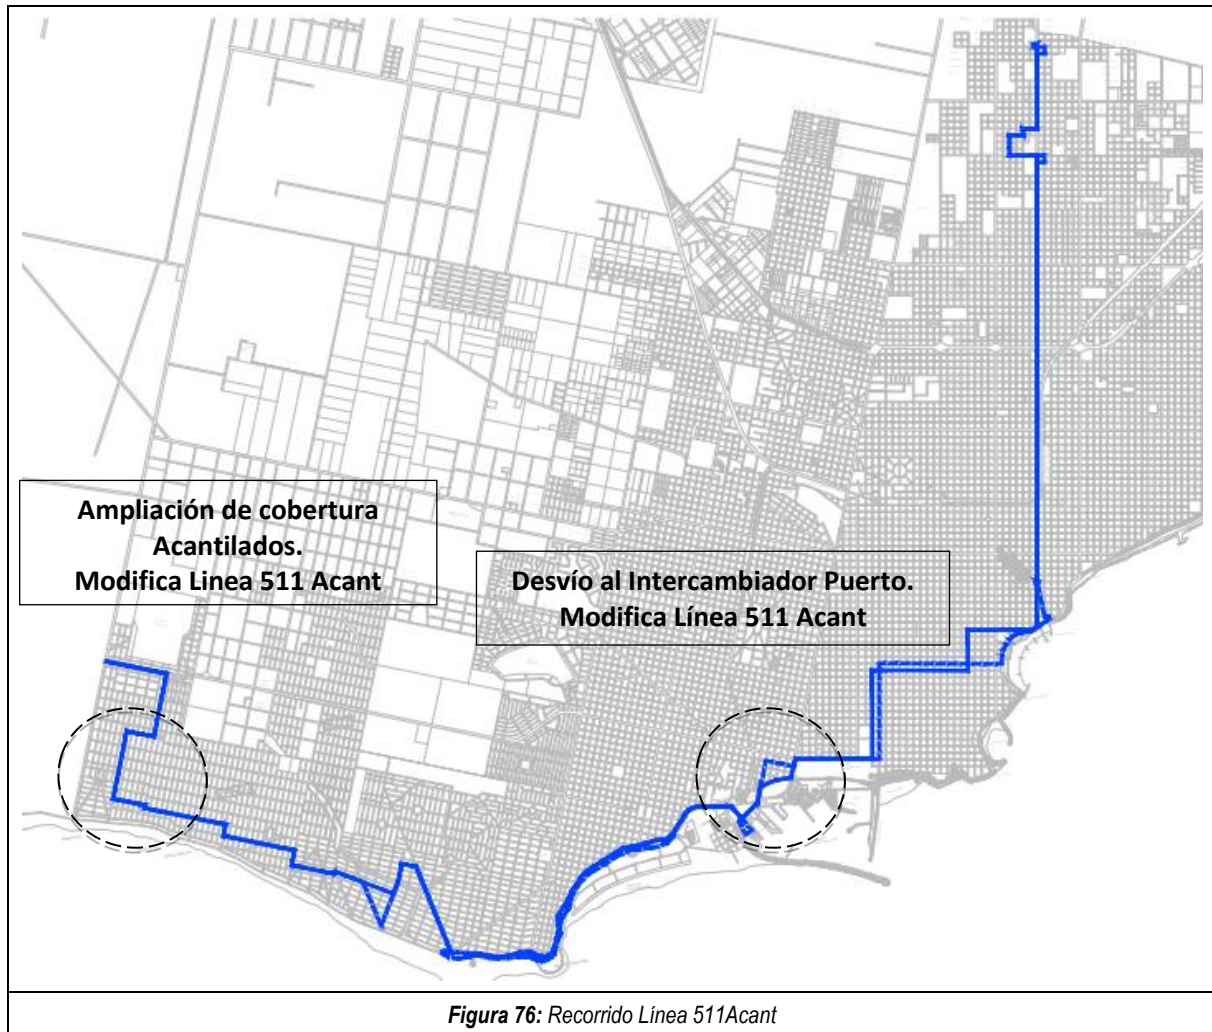 Ampliación de cobertura
Acantilados.
Modifica Linea 511 Acant
Desvío al Intercambiador Puerto.
Modifica Línea 511 Acant
Figura 76: Recorrido Línea 511Acant